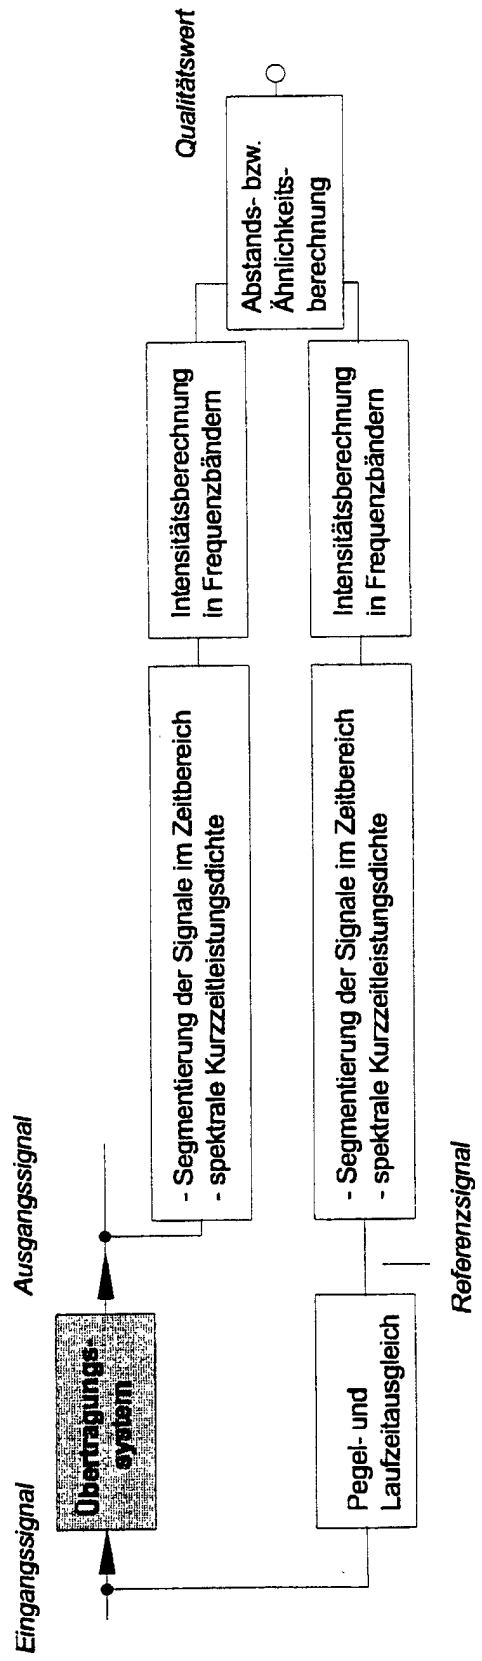 Eingangssignal
Übertragungs-
system
Ausgangssignal
- Segmentierung der Signale im Zeitbereich
- spektrale Kurzzeitleistungsdichte
Intensitätsberechnung
in Frequenzbändern
Qualitätswert
Abstands- bzw.
Ähnlichkeits-
berechnung
Pegel- und
Laufzeitausgleich
Referenzsignal
- Segmentierung der Signale im Zeitbereich
- spektrale Kurzzeitleistungsdichte
Intensitätsberechnung
in Frequenzbändern